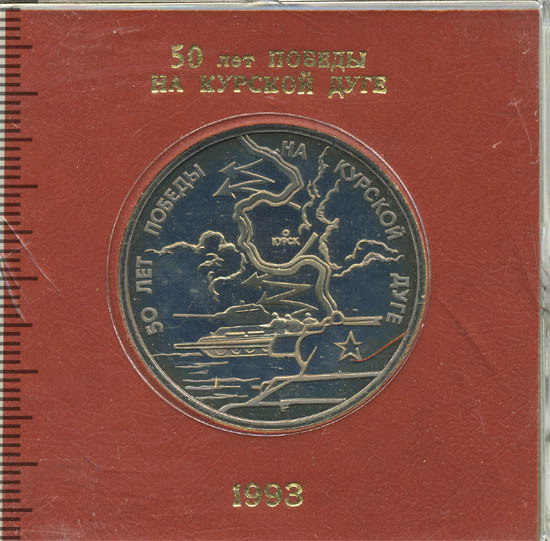 50 лет ПОБЕДЫ
НА КУРСКОЙ ДУГЕ
50 ЛЕТ ПОБЕДЫ НА КУРСКОЙ ДУГЕ
КУРСК
1993